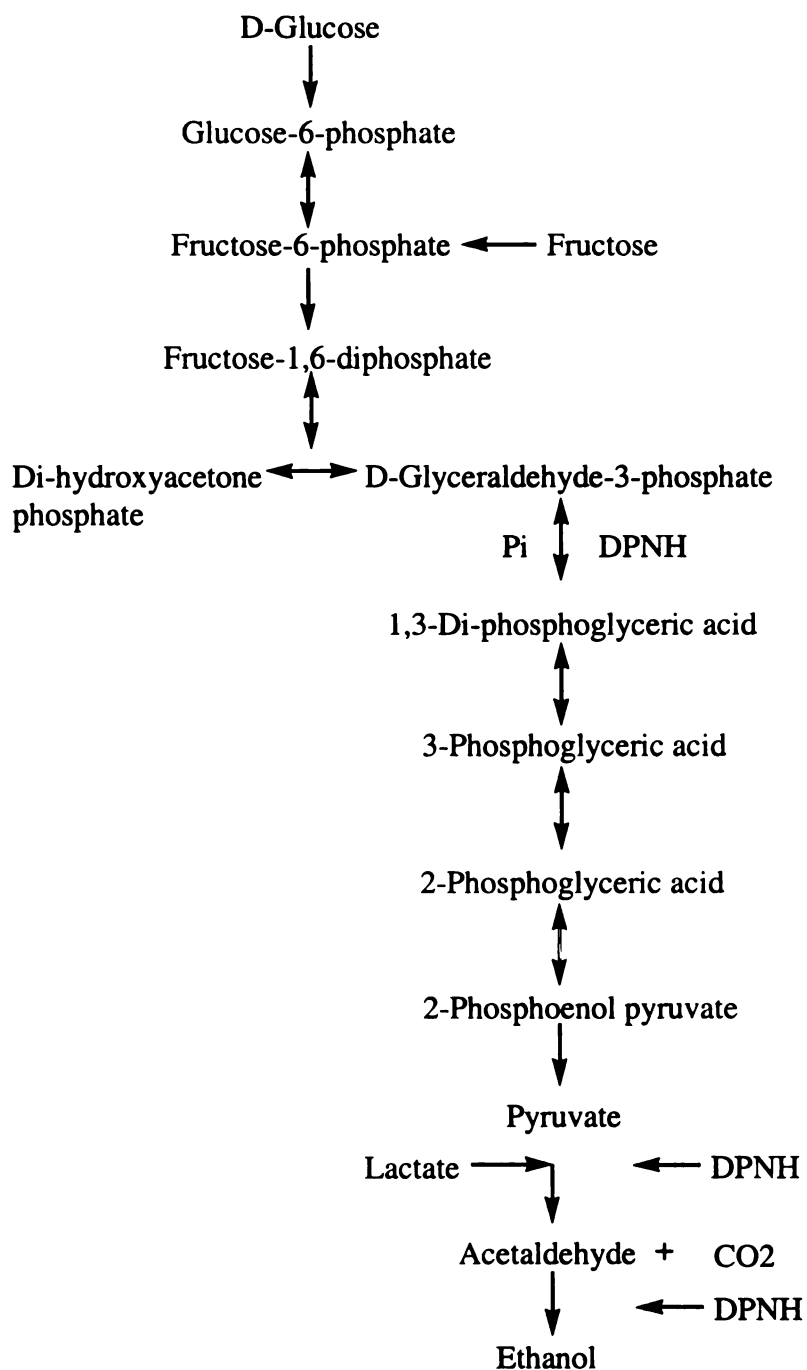 D-Glucose
Glucose-6-phosphate
Fructose-6-phosphate
Fructose
Fructose-1,6-diphosphate
Di-hydroxyacetone
phosphate
D-Glyceraldehyde-3-phosphate
Pi
DPNH
1,3-Di-phosphoglyceric acid
3-Phosphoglyceric acid
2-Phosphoglyceric acid
2-Phosphoenol pyruvate
Pyruvate
Lactate
DPNH
Acetaldehyde + CO2
DPNH
Ethanol